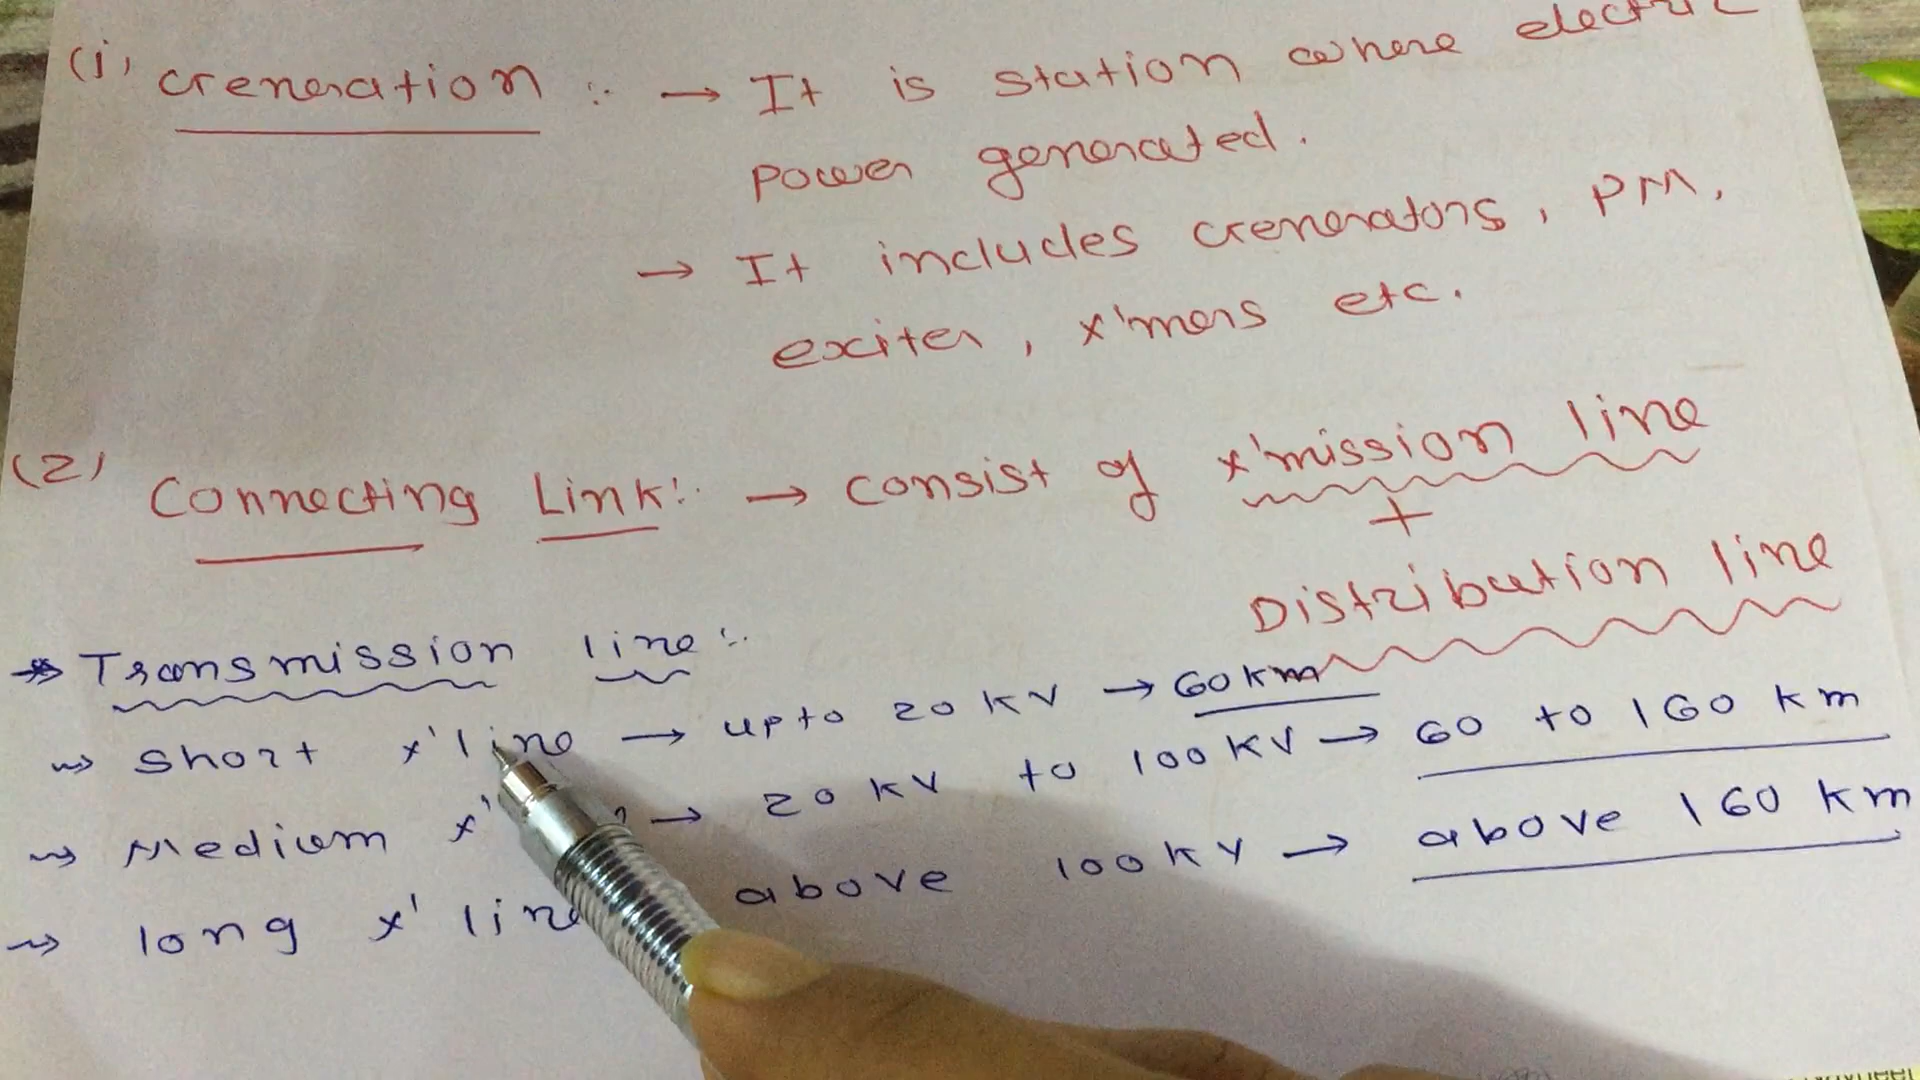 (1) Generation :- → It is station where electric
power generated.
→ It includes Generators, PM,
exciter, x'mers etc.
(2) Connecting Link :- → consist of x'mission line
+
Distribution line
* Transmission line :-
⇝ Short x'line → upto 20 KV → 60 km
⇝ Medium x' → 20 KV to 100 KV → 60 to 160 km
⇝ long x' line above 100 KV → above 160 km